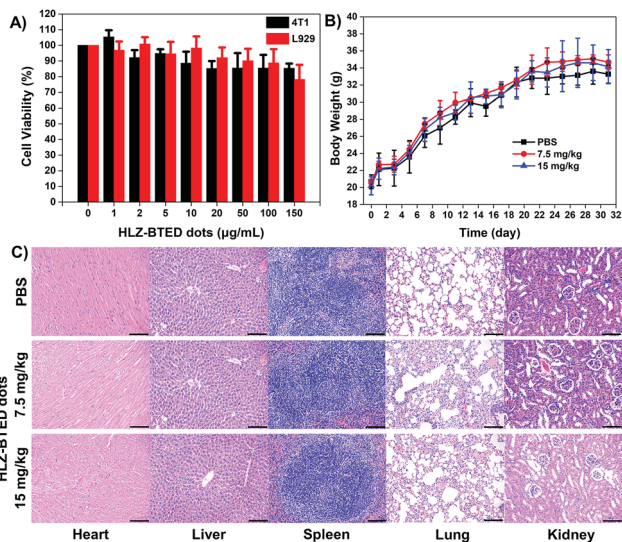 A)
120
110
100
90
80
70
60
50
40
30
20
10
0
Cell Viability (%)
4T1
L929
0 1 2 5 10 20 50 100 150
HLZ-BTED dots (µg/mL)
B)
36
34
32
30
28
26
24
22
20
18
Body Weight (g)
PBS
7.5 mg/kg
15 mg/kg
0 2 4 6 8 10 12 14 16 18 20 22 24 26 28 30 32
Time (day)
C)
PBS
7.5 mg/kg
15 mg/kg
HLZ-BTED dots
Heart Liver Spleen Lung Kidney